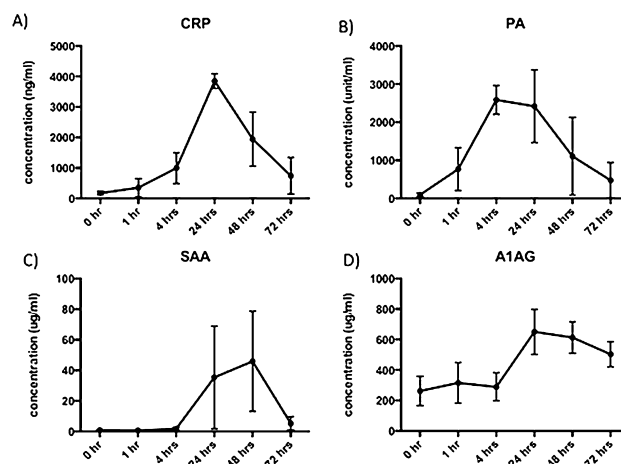 A)
CRP
concentration (ng/ml)
5000
4000
3000
2000
1000
0
0 hr
1 hr
4 hrs
24 hrs
48 hrs
72 hrs
B)
PA
concentration (unit/ml)
4000
3000
2000
1000
0
0 hr
1 hr
4 hrs
24 hrs
48 hrs
72 hrs
C)
SAA
concentration (ug/ml)
100
80
60
40
20
0
0 hr
1 hr
4 hrs
24 hrs
48 hrs
72 hrs
D)
A1AG
concentration (ug/ml)
1000
800
600
400
200
0
0 hr
1 hr
4 hrs
24 hrs
48 hrs
72 hrs